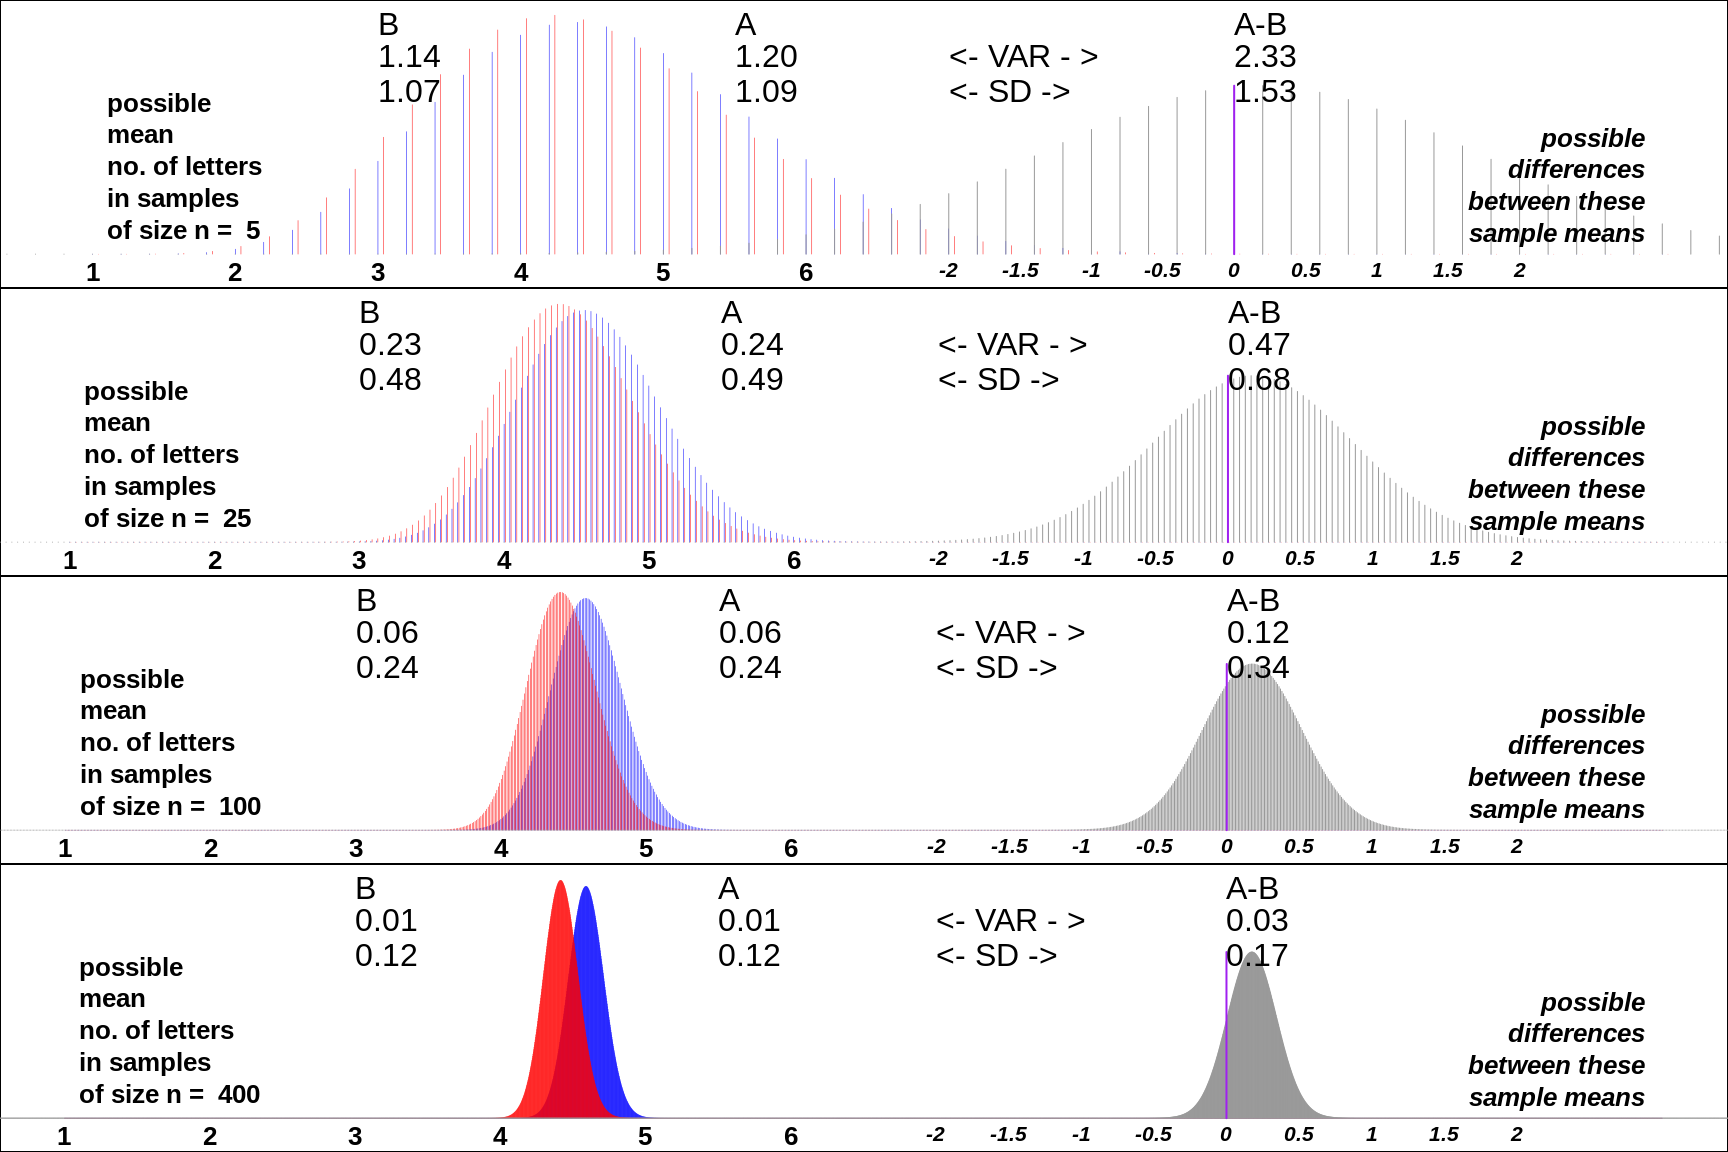 B A A-B
1.14 1.20 <- VAR - > 2.33
1.07 1.09 <- SD -> 1.53
possible
mean
no. of letters
in samples
of size n = 5
possible
differences
between these
sample means
1 2 3 4 5 6 -2 -1.5 -1 -0.5 0 0.5 1 1.5 2
B A A-B
0.23 0.24 <- VAR - > 0.47
0.48 0.49 <- SD -> 0.68
possible
mean
no. of letters
in samples
of size n = 25
possible
differences
between these
sample means
1 2 3 4 5 6 -2 -1.5 -1 -0.5 0 0.5 1 1.5 2
B A A-B
0.06 0.06 <- VAR - > 0.12
0.24 0.24 <- SD -> 0.34
possible
mean
no. of letters
in samples
of size n = 100
possible
differences
between these
sample means
1 2 3 4 5 6 -2 -1.5 -1 -0.5 0 0.5 1 1.5 2
B A A-B
0.01 0.01 <- VAR - > 0.03
0.12 0.12 <- SD -> 0.17
possible
mean
no. of letters
in samples
of size n = 400
possible
differences
between these
sample means
1 2 3 4 5 6 -2 -1.5 -1 -0.5 0 0.5 1 1.5 2